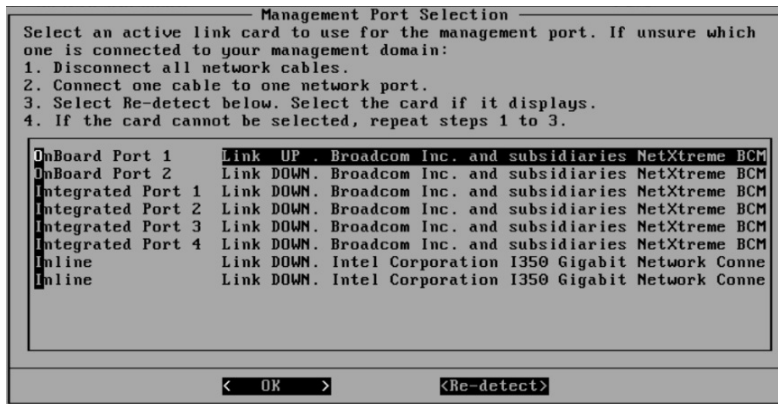 Management Port Selection
Select an active link card to use for the management port. If unsure which
one is connected to your management domain:
1. Disconnect all network cables.
2. Connect one cable to one network port.
3. Select Re-detect below. Select the card if it displays.
4. If the card cannot be selected, repeat steps 1 to 3.
OnBoard Port 1 Link UP . Broadcom Inc. and subsidiaries NetXtreme BCM
OnBoard Port 2 Link DOWN. Broadcom Inc. and subsidiaries NetXtreme BCM
Integrated Port 1 Link DOWN. Broadcom Inc. and subsidiaries NetXtreme BCM
Integrated Port 2 Link DOWN. Broadcom Inc. and subsidiaries NetXtreme BCM
Integrated Port 3 Link DOWN. Broadcom Inc. and subsidiaries NetXtreme BCM
Integrated Port 4 Link DOWN. Broadcom Inc. and subsidiaries NetXtreme BCM
Inline Link DOWN. Intel Corporation I350 Gigabit Network Conne
Inline Link DOWN. Intel Corporation I350 Gigabit Network Conne
< OK > <Re-detect>